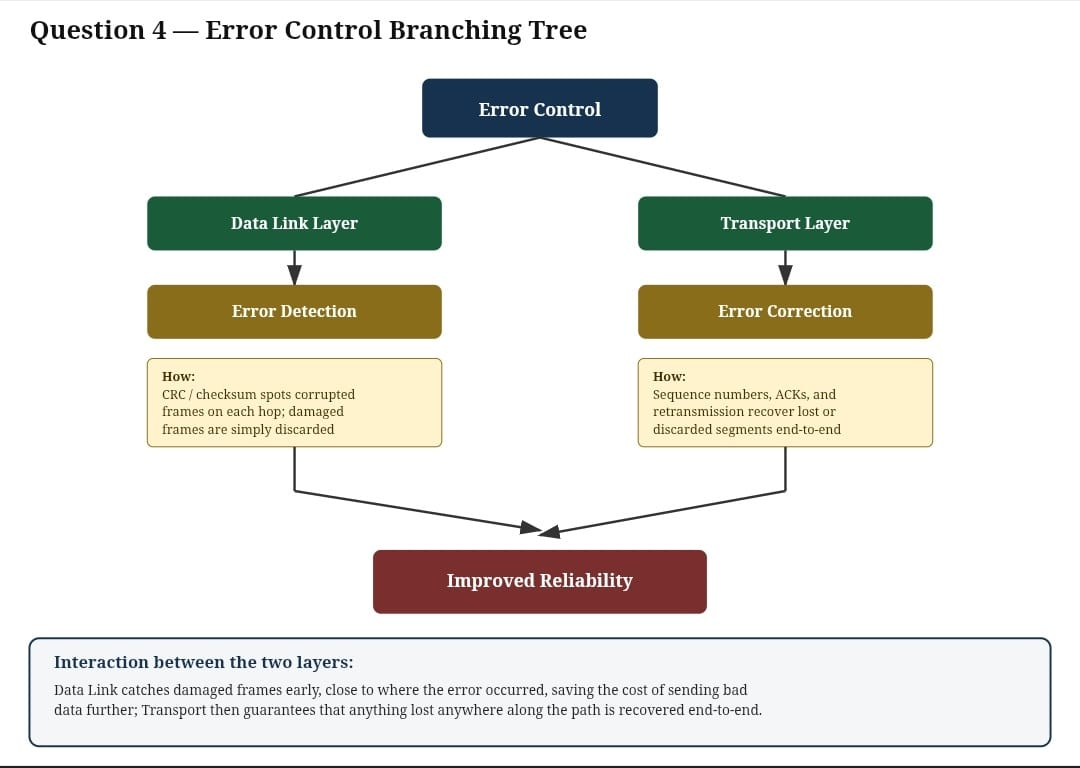 Question 4 — Error Control Branching Tree
Error Control
Data Link Layer
Transport Layer
Error Detection
Error Correction
How:
CRC / checksum spots corrupted
frames on each hop; damaged
frames are simply discarded
How:
Sequence numbers, ACKs, and
retransmission recover lost or
discarded segments end-to-end
Improved Reliability
Interaction between the two layers:
Data Link catches damaged frames early, close to where the error occurred, saving the cost of sending bad
data further; Transport then guarantees that anything lost anywhere along the path is recovered end-to-end.